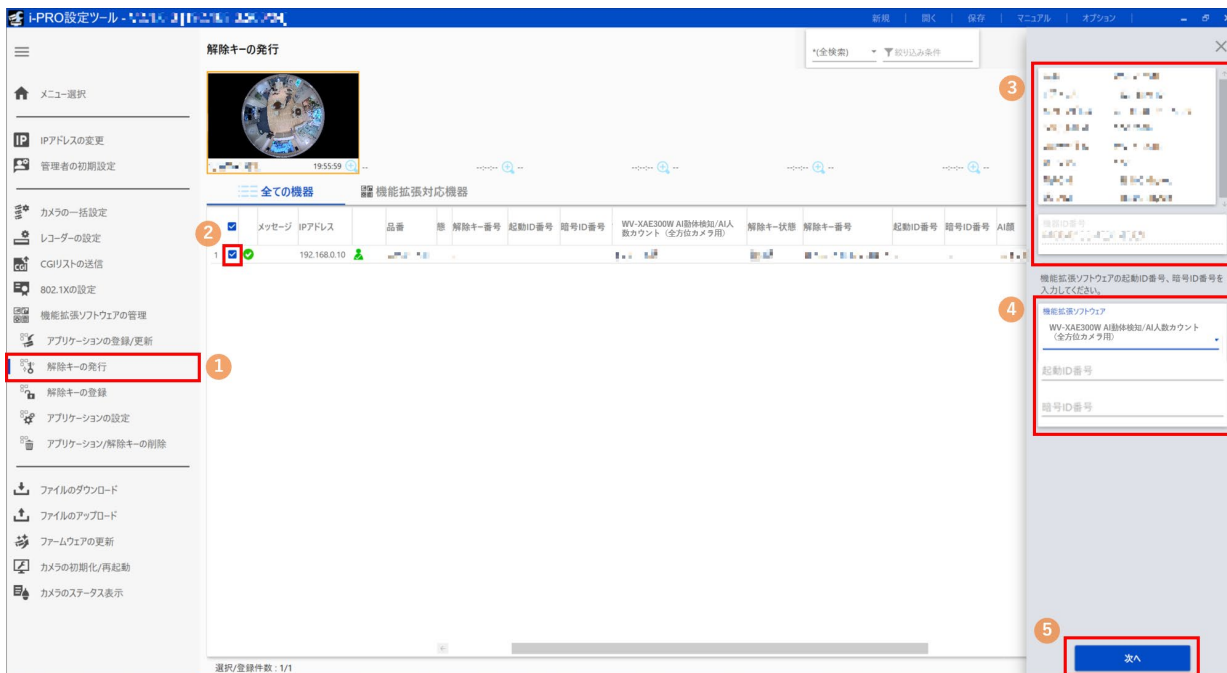 i-PRO設定ツール -
新規 | 開く | 保存 | マニュアル | オプション |
解除キーの発行
*(全検索)
絞り込み条件
メニュー選択
IPアドレスの変更
管理者の初期設定
カメラの一括設定
レコーダーの設定
CGIリストの送信
802.1Xの設定
機能拡張ソフトウェアの管理
アプリケーションの登録/更新
解除キーの発行
解除キーの登録
アプリケーションの設定
アプリケーション/解除キーの削除
ファイルのダウンロード
ファイルのアップロード
ファームウェアの更新
カメラの初期化/再起動
カメラのステータス表示
1
19:55:59 -- --:--:-- -- --:--:-- -- --:--:-- -- --:--:-- --
全ての機器
機能拡張対応機器
2
メッセージ IPアドレス 品番 態 解除キー番号 起動ID番号 暗号ID番号 WV-XAE300W AI動体検知/AI人数カウント（全方位カメラ用） 解除キー状態 解除キー番号 起動ID番号 暗号ID番号 AI顔
1 192.168.0.10
選択/登録件数 : 1/1
3
機器ID番号
機能拡張ソフトウェアの起動ID番号、暗号ID番号を
入力してください。
4
機能拡張ソフトウェア
WV-XAE300W AI動体検知/AI人数カウント
（全方位カメラ用）
起動ID番号
暗号ID番号
5
次へ